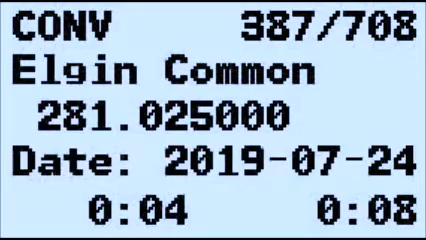 CONV 387/708
Elgin Common
281.025000
Date: 2019-07-24
0:04 0:08